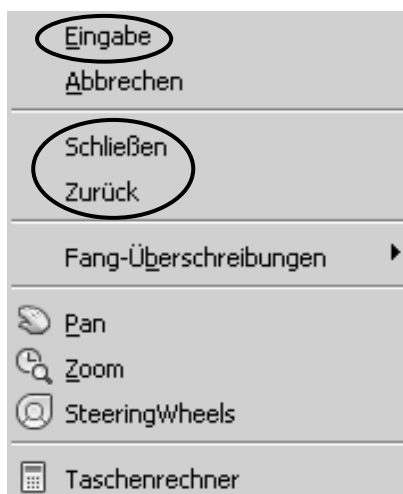 Eingabe
Abbrechen
Schließen
Zurück
Fang-Überschreibungen
Pan
Zoom
SteeringWheels
Taschenrechner